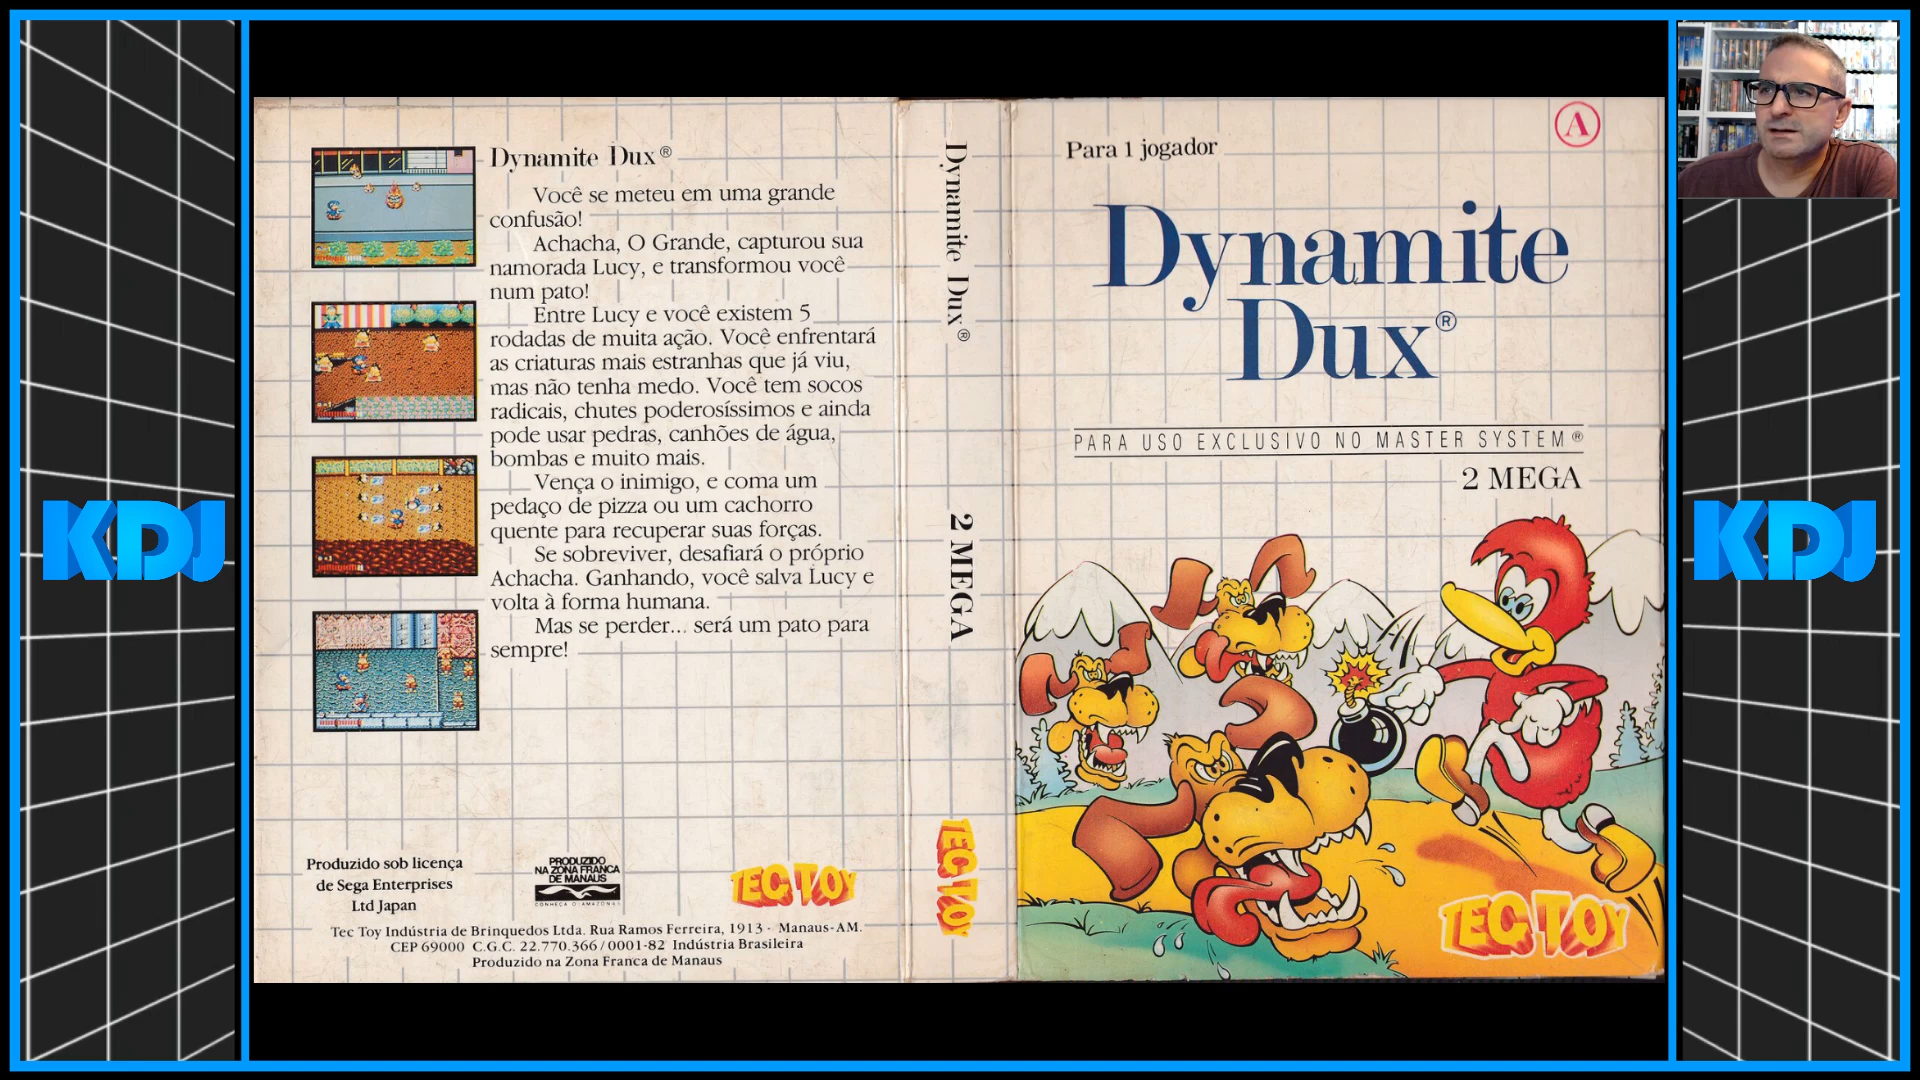 KDJ
Dynamite Dux®
Você se meteu em uma grande
confusão!
Achacha, O Grande, capturou sua
namorada Lucy, e transformou você
num pato!
Entre Lucy e você existem 5
rodadas de muita ação. Você enfrentará
as criaturas mais estranhas que já viu,
mas não tenha medo. Você tem socos
radicais, chutes poderosíssimos e ainda
pode usar pedras, canhões de água,
bombas e muito mais.
Vença o inimigo, e coma um
pedaço de pizza ou um cachorro
quente para recuperar suas forças.
Se sobreviver, desafiará o próprio
Achacha. Ganhando, você salva Lucy e
volta à forma humana.
Mas se perder... será um pato para
sempre!
Produzido sob licença
de Sega Enterprises
Ltd Japan
PRODUZIDO
NA ZONA FRANCA
DE MANAUS
CONHEÇA O AMAZONAS
TEC TOY
Tec Toy Indústria de Brinquedos Ltda. Rua Ramos Ferreira, 1913 - Manaus-AM.
CEP 69000 C.G.C. 22.770.366/0001-82 Indústria Brasileira
Produzido na Zona Franca de Manaus
Dynamite Dux®
2 MEGA
TEC TOY
Para 1 jogador
A
Dynamite
Dux®
PARA USO EXCLUSIVO NO MASTER SYSTEM®
2 MEGA
TEC TOY
KDJ